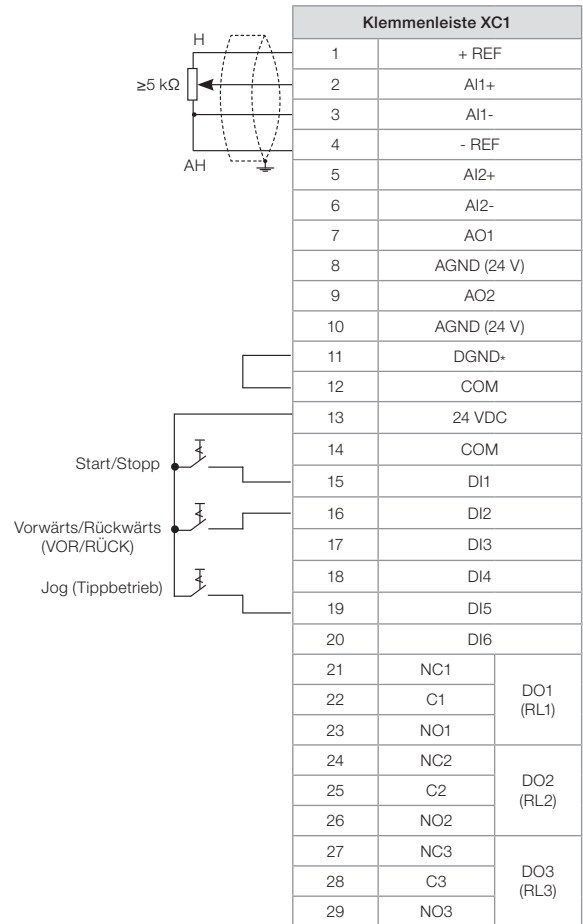 Klemmenleiste XC1
H
≥5 kΩ
AH
1 + REF
2 AI1+
3 AI1-
4 - REF
5 AI2+
6 AI2-
7 AO1
8 AGND (24 V)
9 AO2
10 AGND (24 V)
11 DGND*
12 COM
13 24 VDC
14 COM
Start/Stopp
15 DI1
16 DI2
Vorwärts/Rückwärts
(VOR/RÜCK)
17 DI3
18 DI4
Jog (Tippbetrieb)
19 DI5
20 DI6
21 NC1
22 C1
23 NO1
DO1
(RL1)
24 NC2
25 C2
26 NO2
DO2
(RL2)
27 NC3
28 C3
29 NO3
DO3
(RL3)